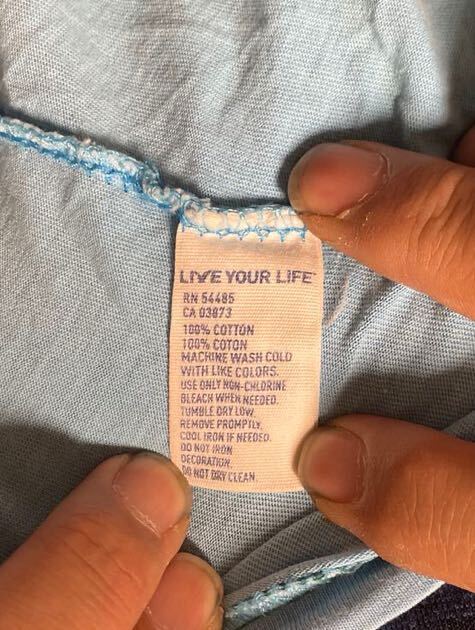 LIVE YOUR LIFE™
RN 54485
CA 03873
100% COTTON
100% COTON
MACHINE WASH COLD
WITH LIKE COLORS.
USE ONLY NON-CHLORINE
BLEACH WHEN NEEDED.
TUMBLE DRY LOW.
REMOVE PROMPTLY.
COOL IRON IF NEEDED.
DO NOT IRON
DECORATION.
DO NOT DRY CLEAN.